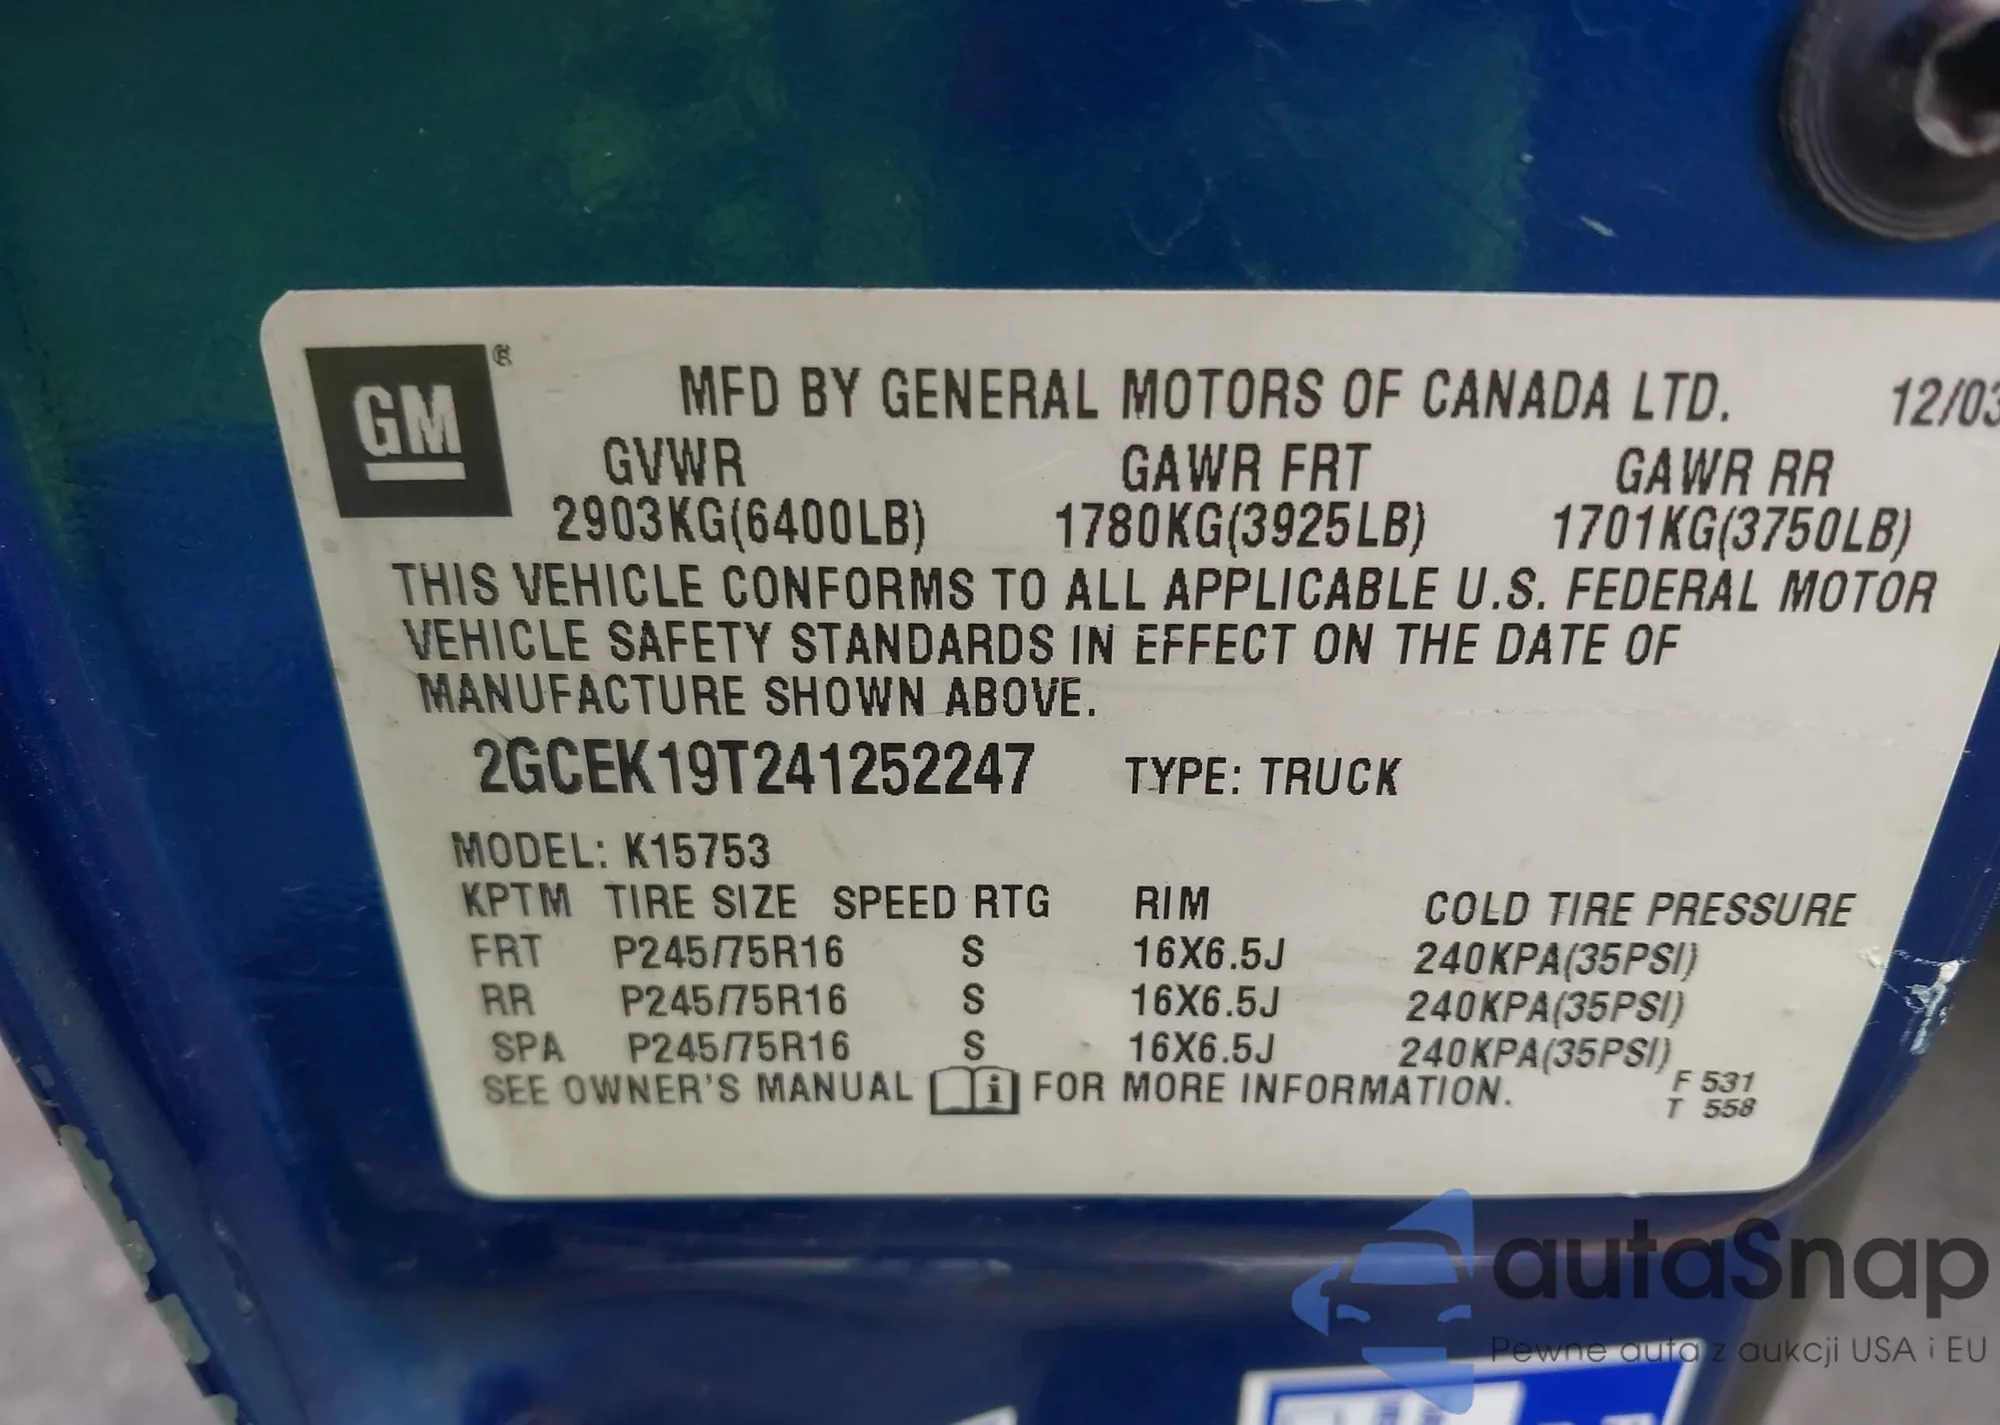 GM ®
MFD BY GENERAL MOTORS OF CANADA LTD. 12/03
GVWR GAWR FRT GAWR RR
2903KG(6400LB) 1780KG(3925LB) 1701KG(3750LB)
THIS VEHICLE CONFORMS TO ALL APPLICABLE U.S. FEDERAL MOTOR
VEHICLE SAFETY STANDARDS IN EFFECT ON THE DATE OF
MANUFACTURE SHOWN ABOVE.
2GCEK19T241252247 TYPE: TRUCK
MODEL: K15753
KPTM TIRE SIZE SPEED RTG RIM COLD TIRE PRESSURE
FRT P245/75R16 S 16X6.5J 240KPA(35PSI)
RR P245/75R16 S 16X6.5J 240KPA(35PSI)
SPA P245/75R16 S 16X6.5J 240KPA(35PSI)
SEE OWNER'S MANUAL i FOR MORE INFORMATION.
F 531
T 558
autaSnap
Pewne auta z aukcji USA i EU